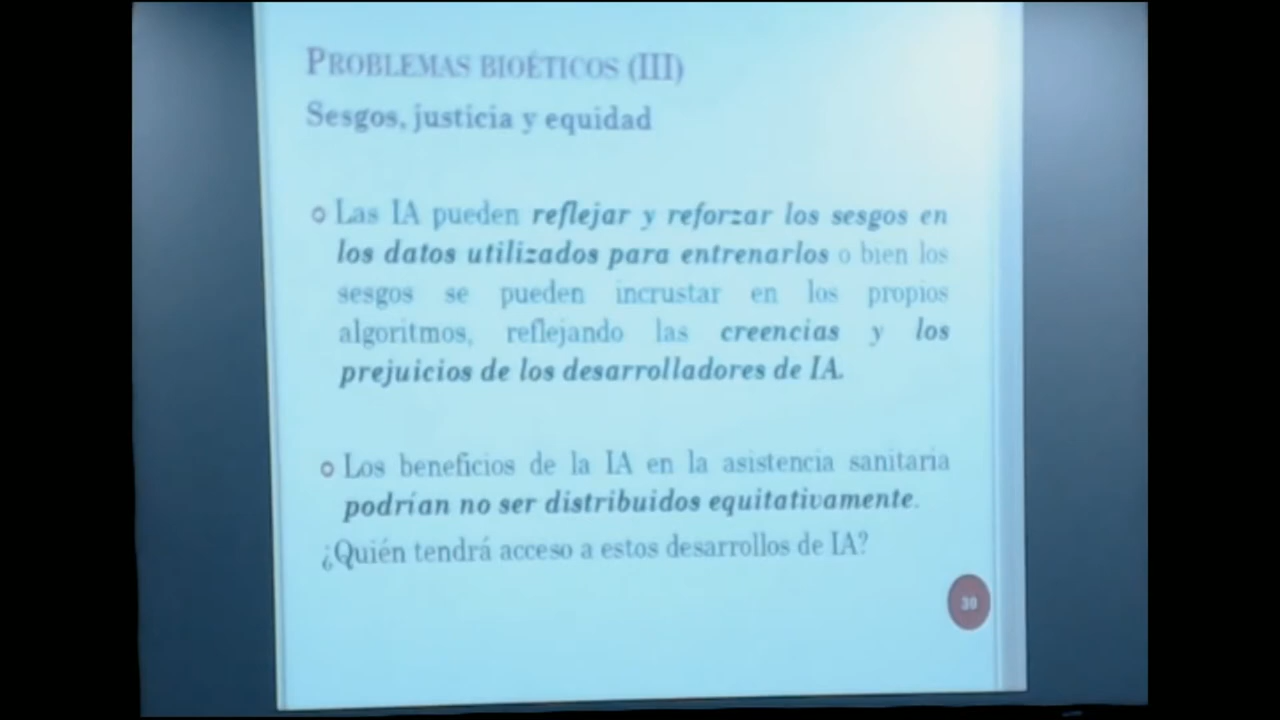 PROBLEMAS BIOÉTICOS (III)
Sesgos, justicia y equidad
Las IA pueden reflejar y reforzar los sesgos en
los datos utilizados para entrenarlos o bien los
sesgos se pueden incrustar en los propios
algoritmos, reflejando las creencias y los
prejuicios de los desarrolladores de IA.
Los beneficios de la IA en la asistencia sanitaria
podrían no ser distribuidos equitativamente.
¿Quién tendrá acceso a estos desarrollos de IA?
30